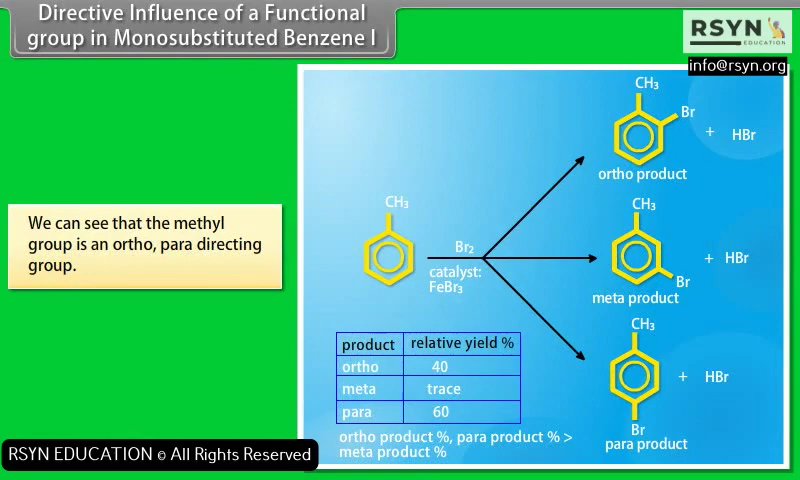 Directive Influence of a Functional
group in Monosubstituted Benzene I
RSYN
EDUCATION
info@rsyn.org
We can see that the methyl
group is an ortho, para directing
group.
CH₃
Br₂
catalyst:
FeBr₃
CH₃
Br
+ HBr
ortho product
CH₃
Br
+ HBr
meta product
CH₃
Br
+ HBr
para product
product relative yield %
ortho 40
meta trace
para 60
ortho product %, para product % >
meta product %
RSYN EDUCATION © All Rights Reserved